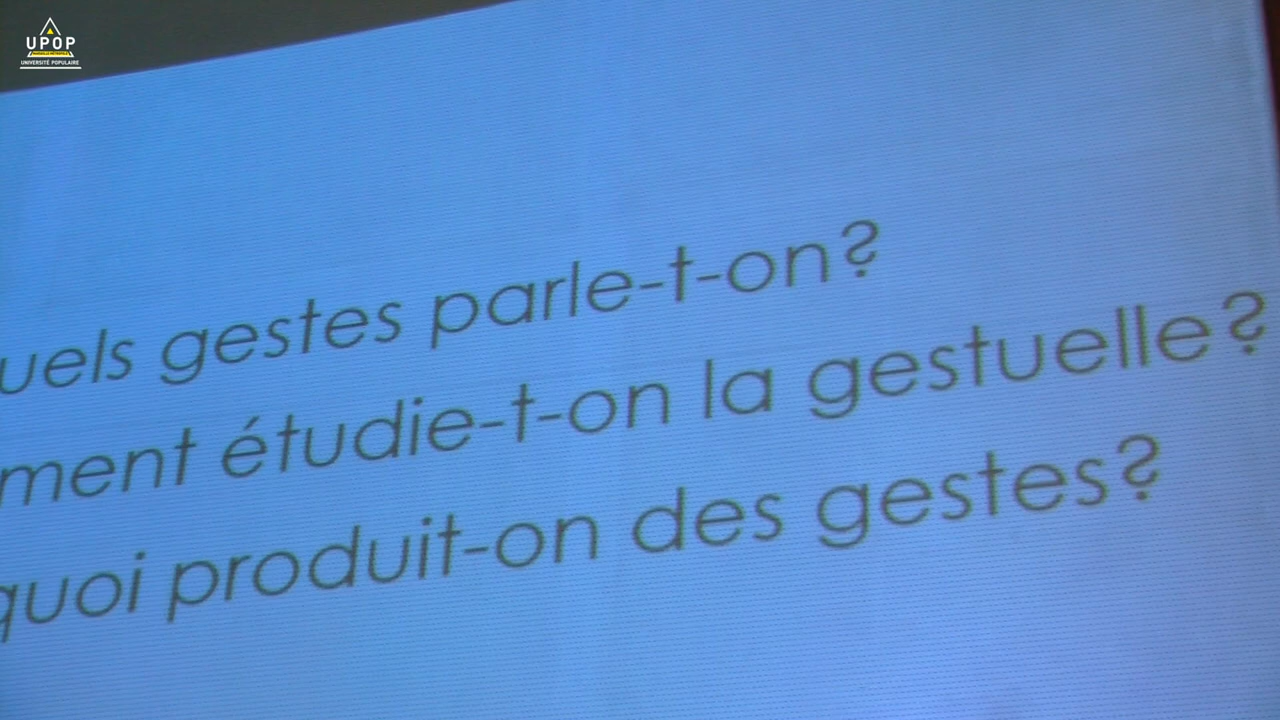 UPOP
UNIVERSITÉ POPULAIRE
uels gestes parle-t-on?
ment étudie-t-on la gestuelle?
quoi produit-on des gestes?